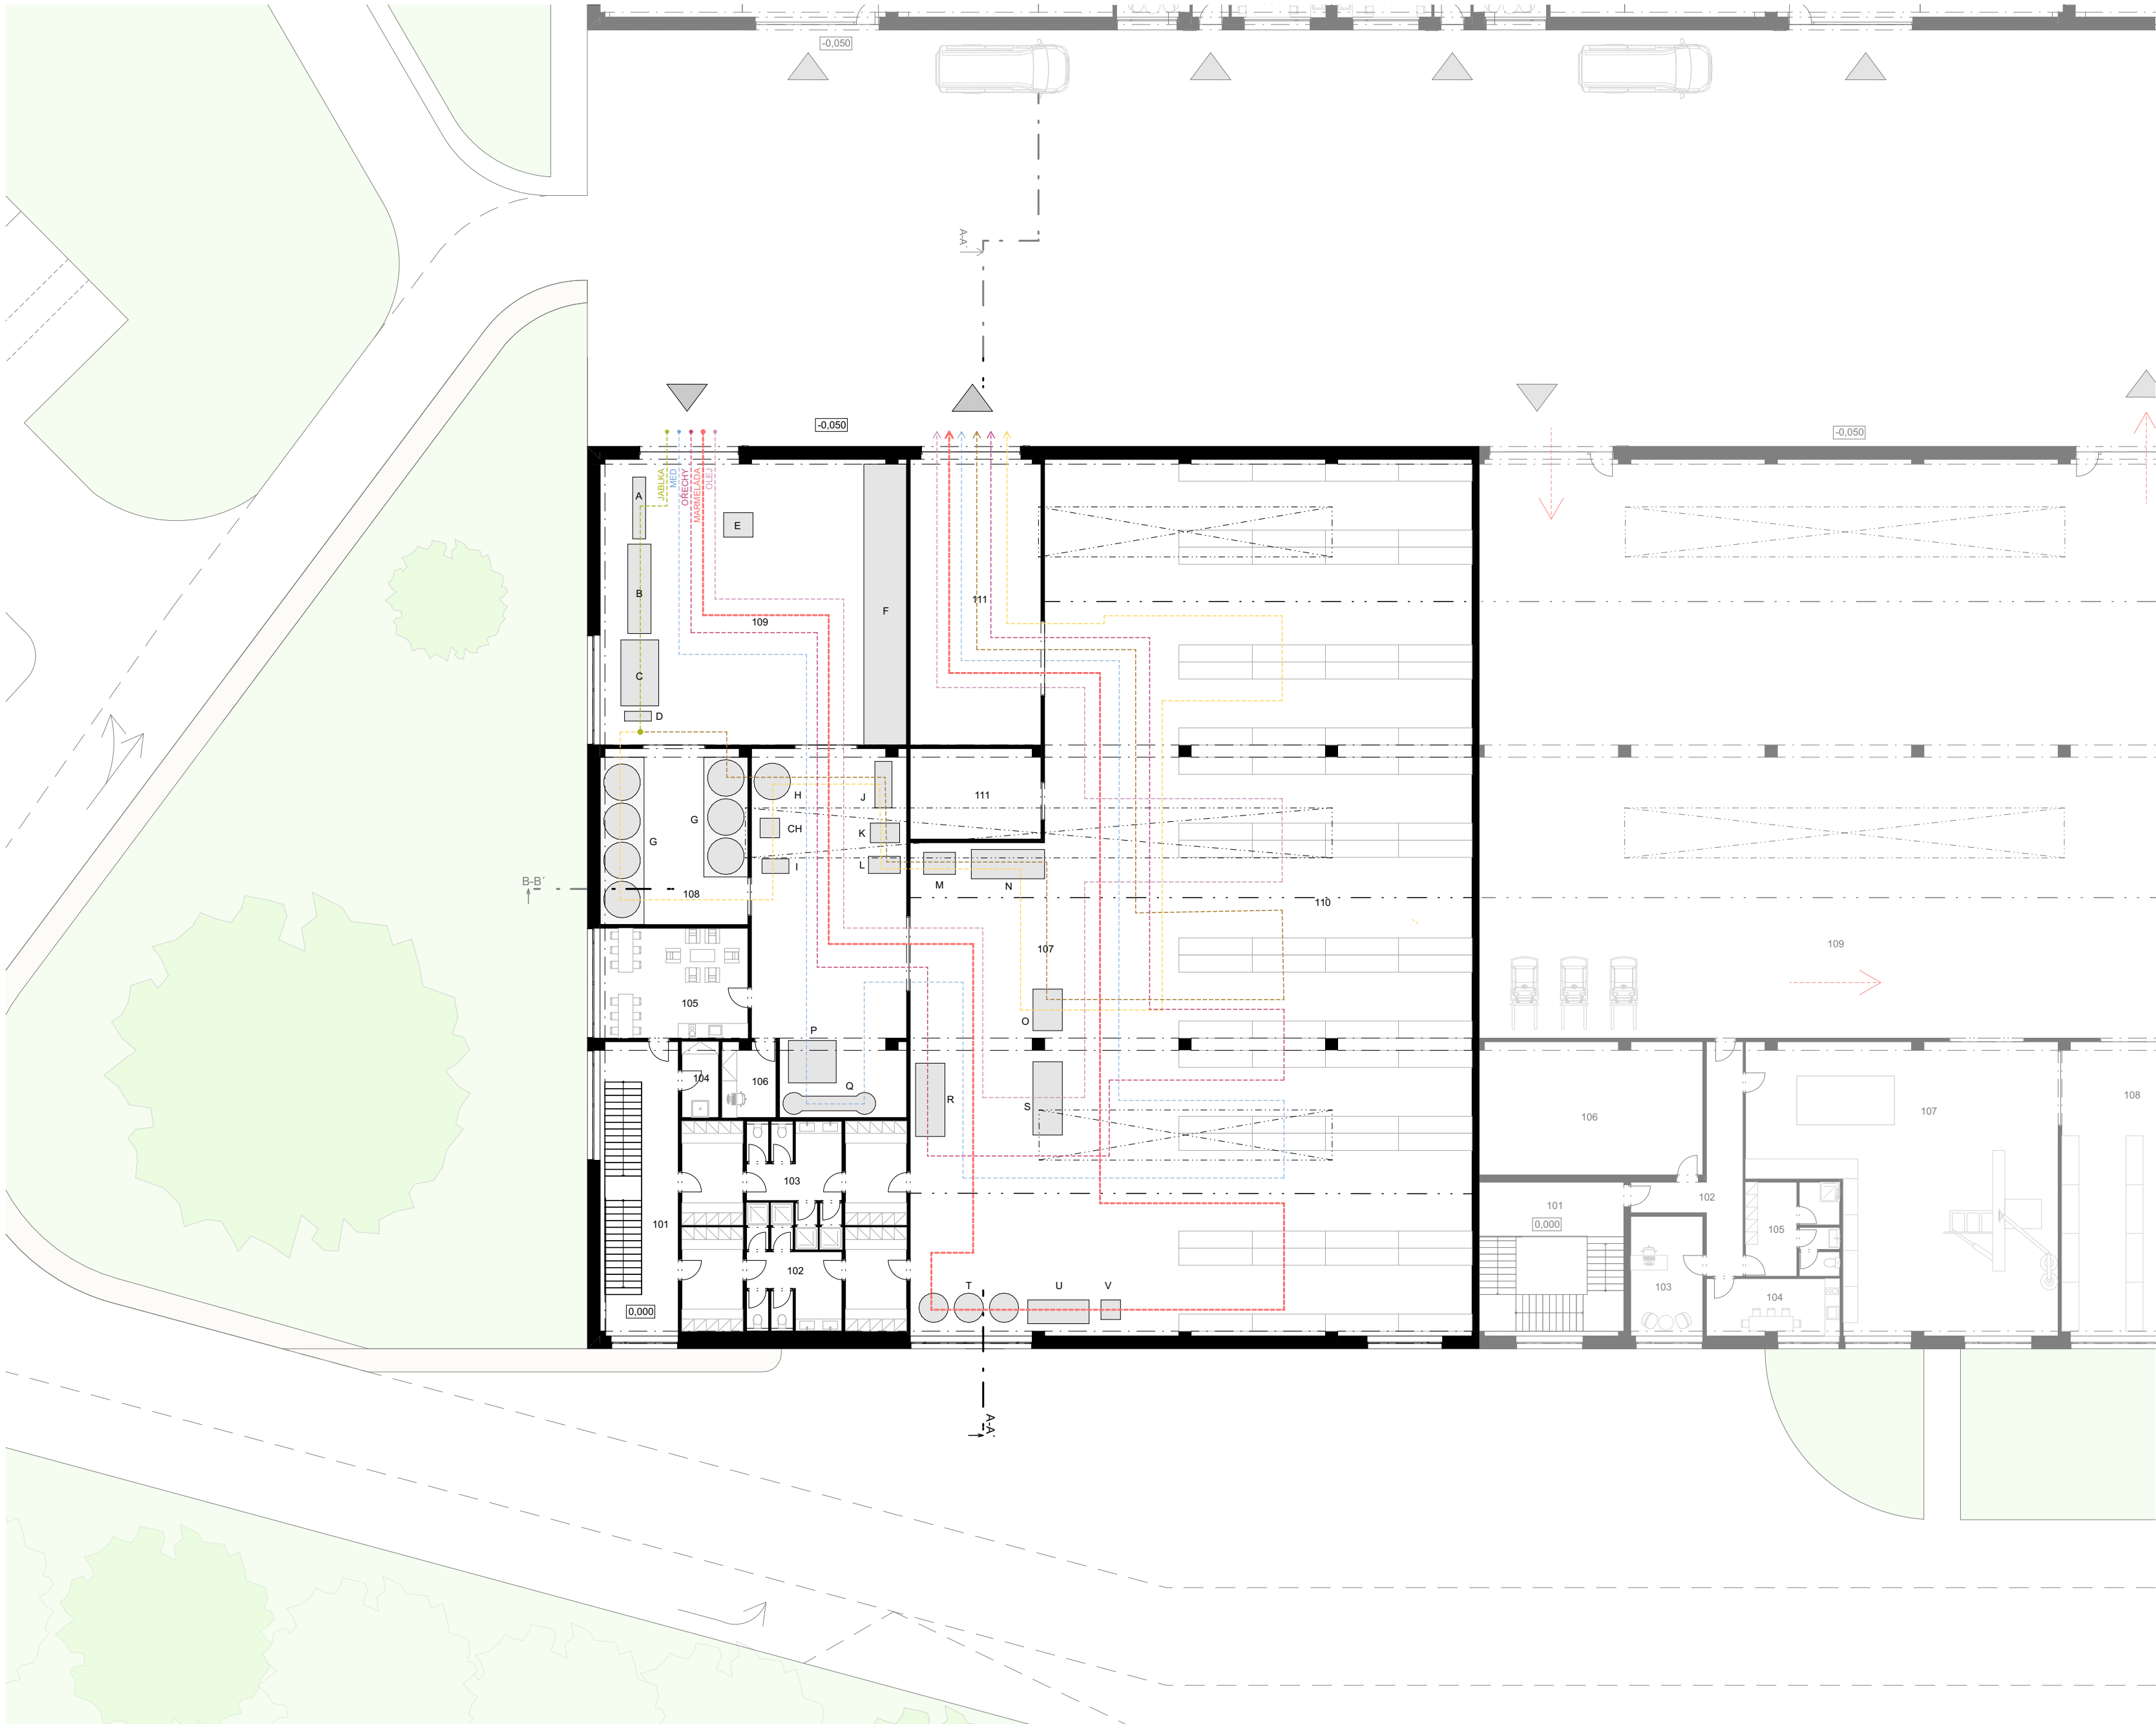 -0,050
A-A´
-0,050
-0,050
JABLKA
MED
OŘECHY
MARMELÁDA
OLEJ
A
E
B
109
F
111
C
D
H
J
111
G
G
CH
K
I
L
M
N
B-B´
108
110
107
109
105
O
P
104
106
Q
R
S
106
107
108
103
101
101
0,000
102
105
102
103
104
T
U
V
0,000
A-A´